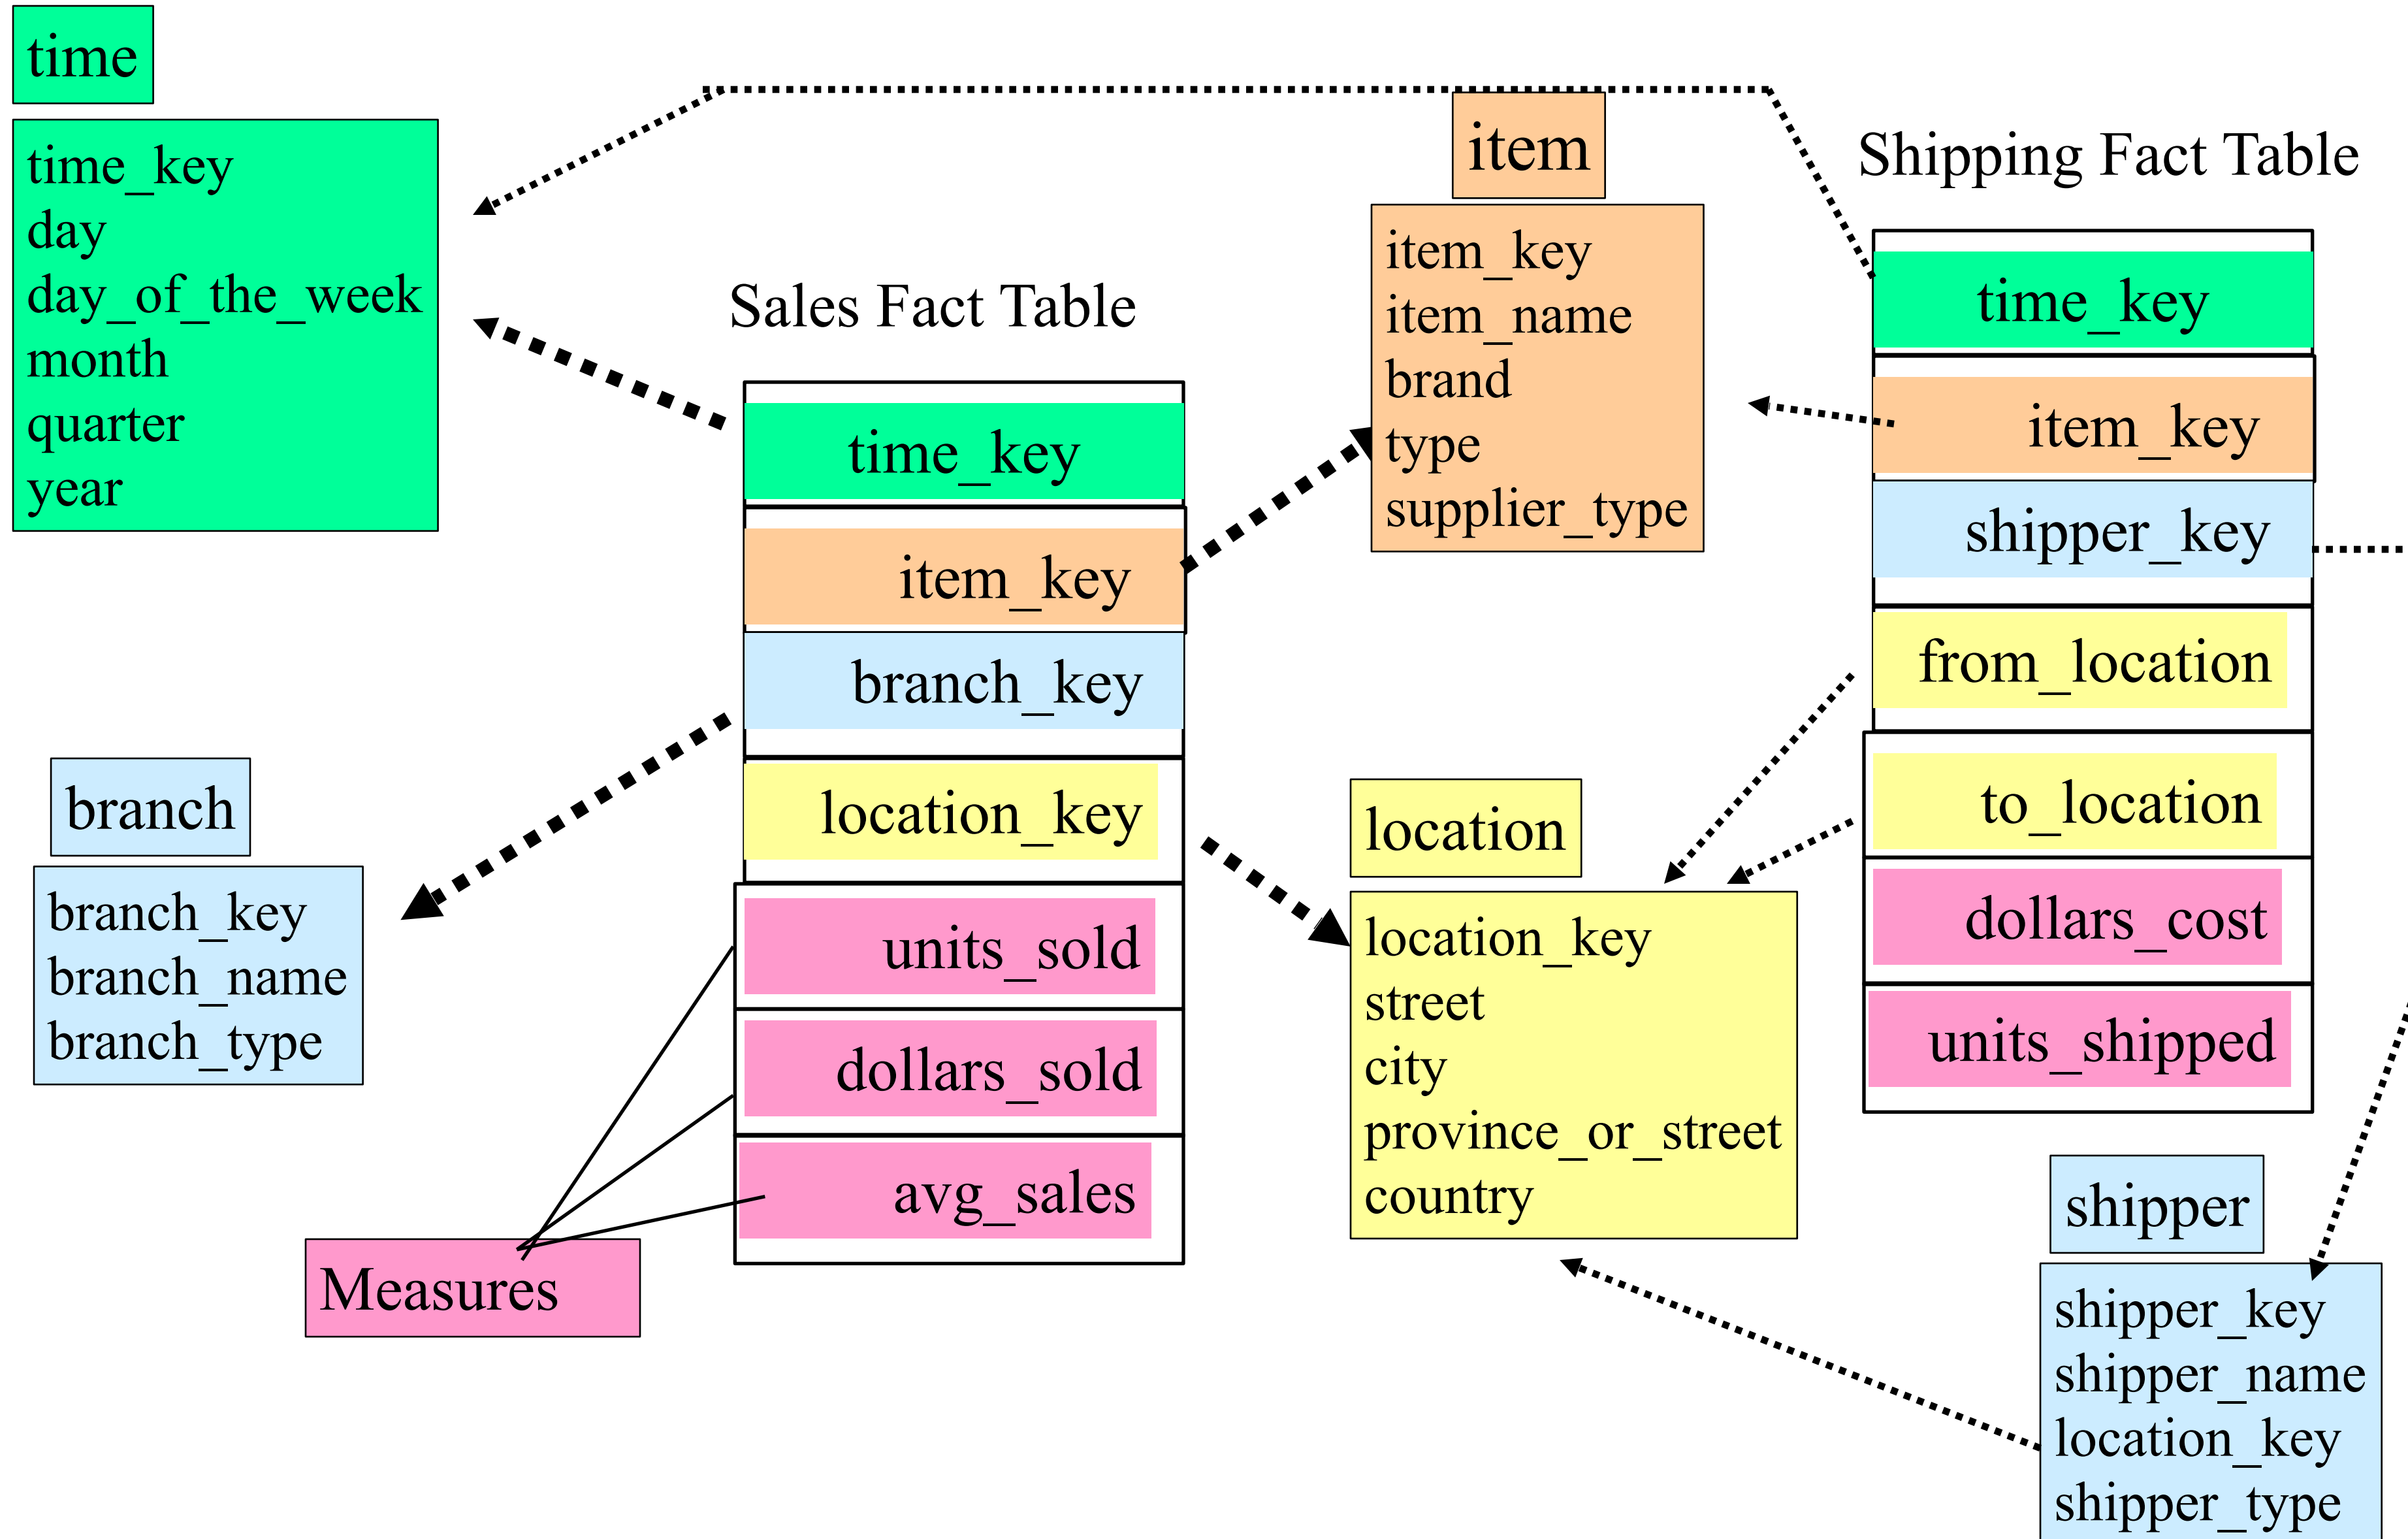 time
time_key
day
day_of_the_week
month
quarter
year
Sales Fact Table
time_key
item_key
branch_key
location_key
units_sold
dollars_sold
avg_sales
Measures
branch
branch_key
branch_name
branch_type
item
item_key
item_name
brand
type
supplier_type
location
location_key
street
city
province_or_street
country
Shipping Fact Table
time_key
item_key
shipper_key
from_location
to_location
dollars_cost
units_shipped
shipper
shipper_key
shipper_name
location_key
shipper_type